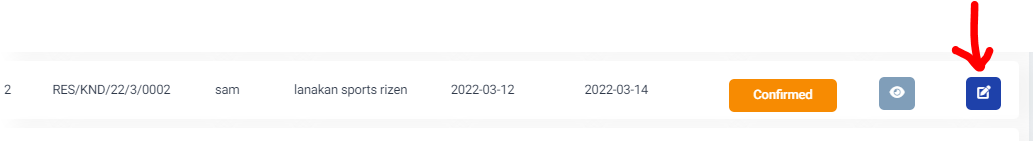 2 RES/KND/22/3/0002 sam lanakan sports rizen 2022-03-12 2022-03-14 Confirmed